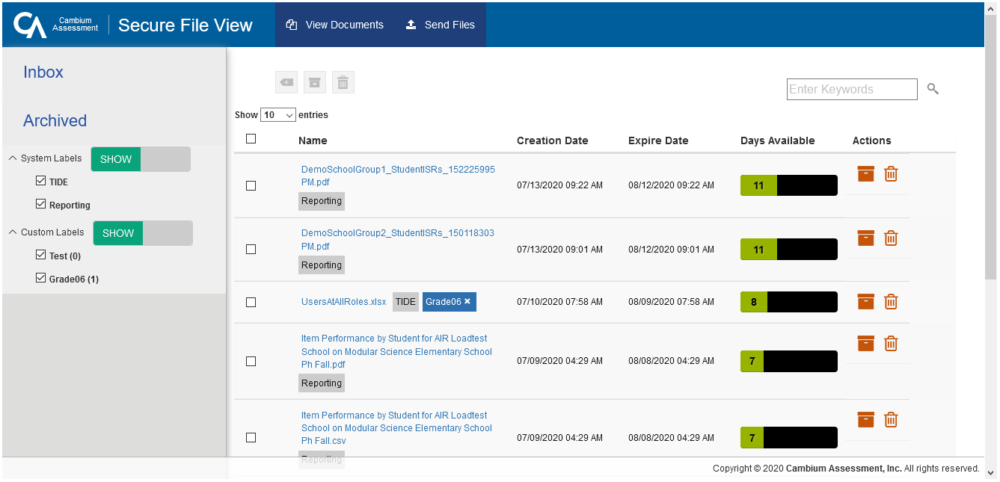 Cambium
Assessment
Secure File View
View Documents
Send Files
Inbox
Archived
System Labels
SHOW
TIDE
Reporting
Custom Labels
SHOW
Test (0)
Grade06 (1)
Enter Keywords
Show 10 entries
Name Creation Date Expire Date Days Available Actions
DemoSchoolGroup1_StudentISRs_152225995
PM.pdf
Reporting
07/13/2020 09:22 AM 08/12/2020 09:22 AM 11
DemoSchoolGroup2_StudentISRs_150118303
PM.pdf
Reporting
07/13/2020 09:01 AM 08/12/2020 09:01 AM 11
UsersAtAllRoles.xlsx TIDE Grade06 ×
07/10/2020 07:58 AM 08/09/2020 07:58 AM 8
Item Performance by Student for AIR Loadtest
School on Modular Science Elementary School
Ph Fall.pdf
Reporting
07/09/2020 04:29 AM 08/08/2020 04:29 AM 7
Item Performance by Student for AIR Loadtest
School on Modular Science Elementary School
Ph Fall.csv
Reporting
07/09/2020 04:29 AM 08/08/2020 04:29 AM 7
Copyright © 2020 Cambium Assessment, Inc. All rights reserved.